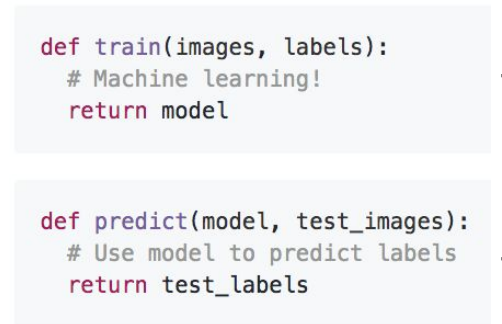 def train(images, labels):
# Machine learning!
return model
def predict(model, test_images):
# Use model to predict labels
return test_labels